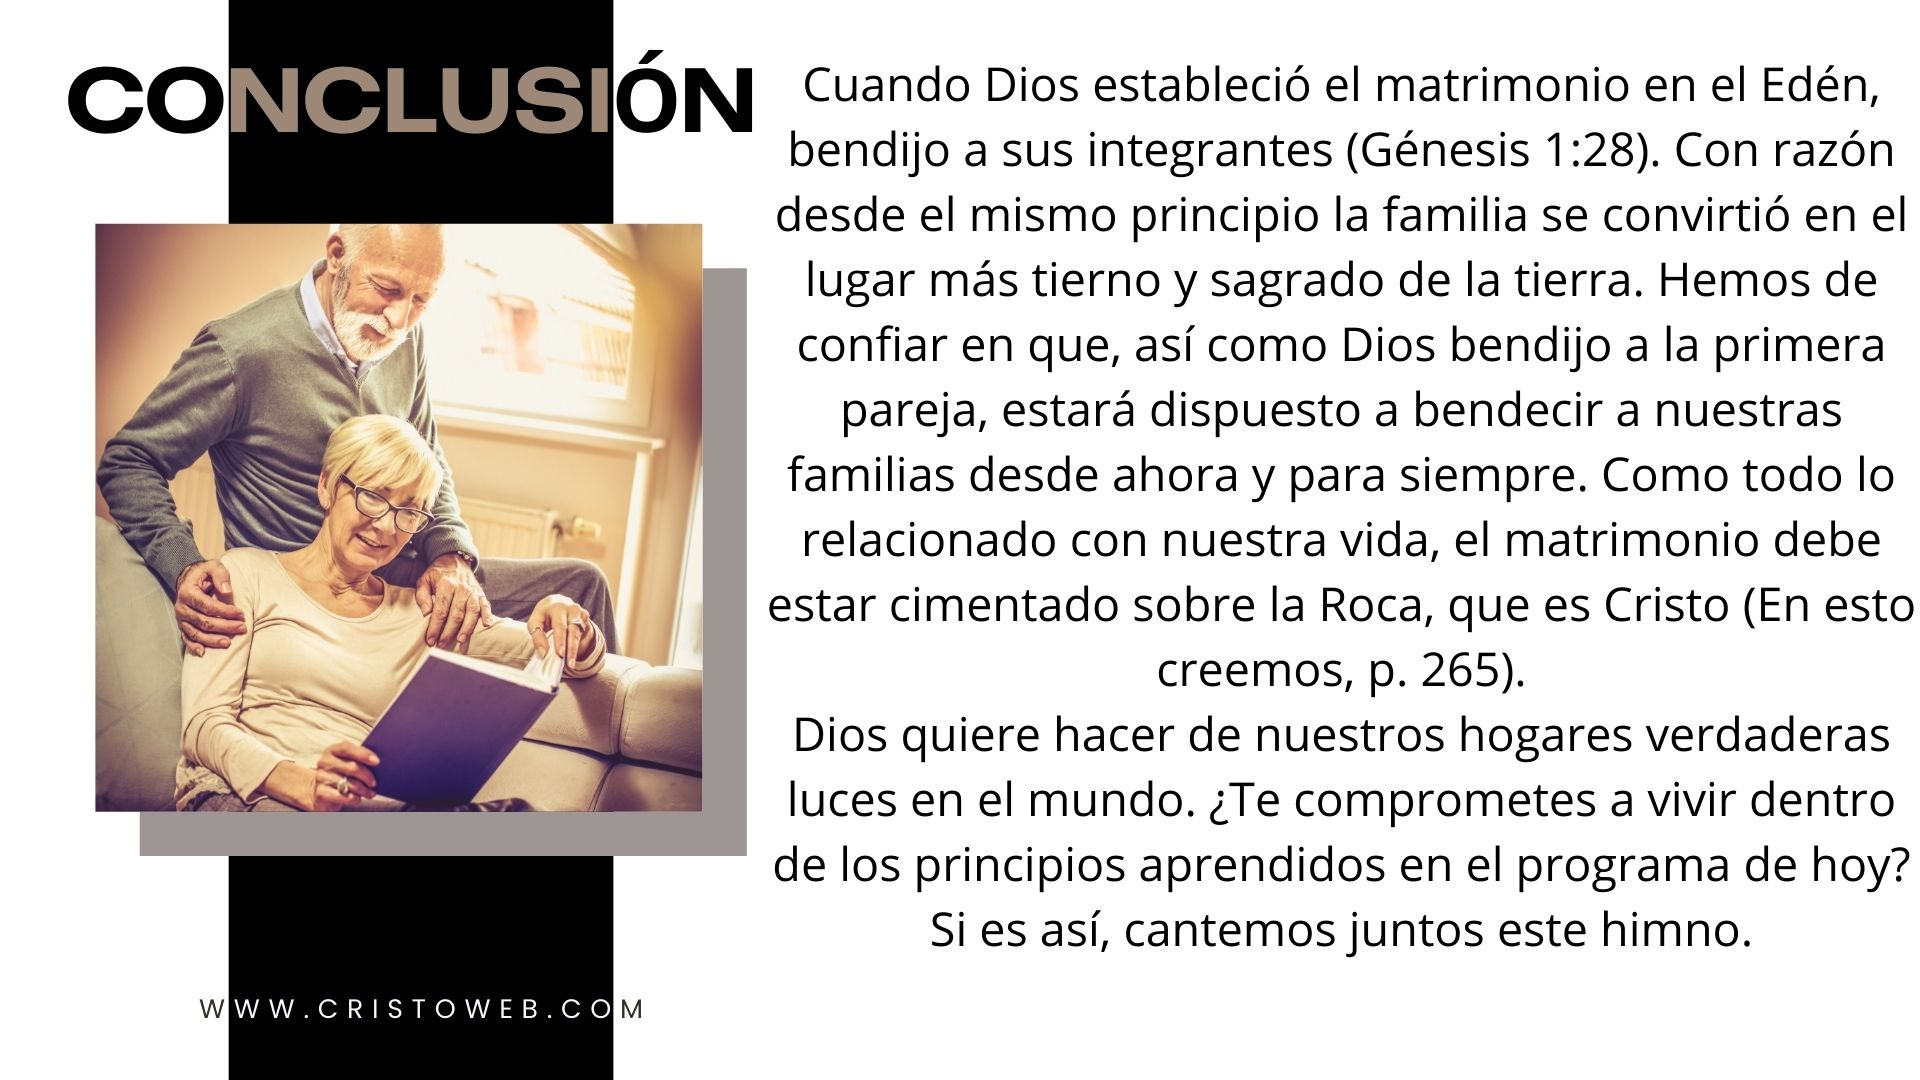 CONCLUSIÓN
Cuando Dios estableció el matrimonio en el Edén,
bendijo a sus integrantes (Génesis 1:28). Con razón
desde el mismo principio la familia se convirtió en el
lugar más tierno y sagrado de la tierra. Hemos de
confiar en que, así como Dios bendijo a la primera
pareja, estará dispuesto a bendecir a nuestras
familias desde ahora y para siempre. Como todo lo
relacionado con nuestra vida, el matrimonio debe
estar cimentado sobre la Roca, que es Cristo (En esto
creemos, p. 265).
Dios quiere hacer de nuestros hogares verdaderas
luces en el mundo. ¿Te comprometes a vivir dentro
de los principios aprendidos en el programa de hoy?
Si es así, cantemos juntos este himno.
WWW.CRISTOWEB.COM